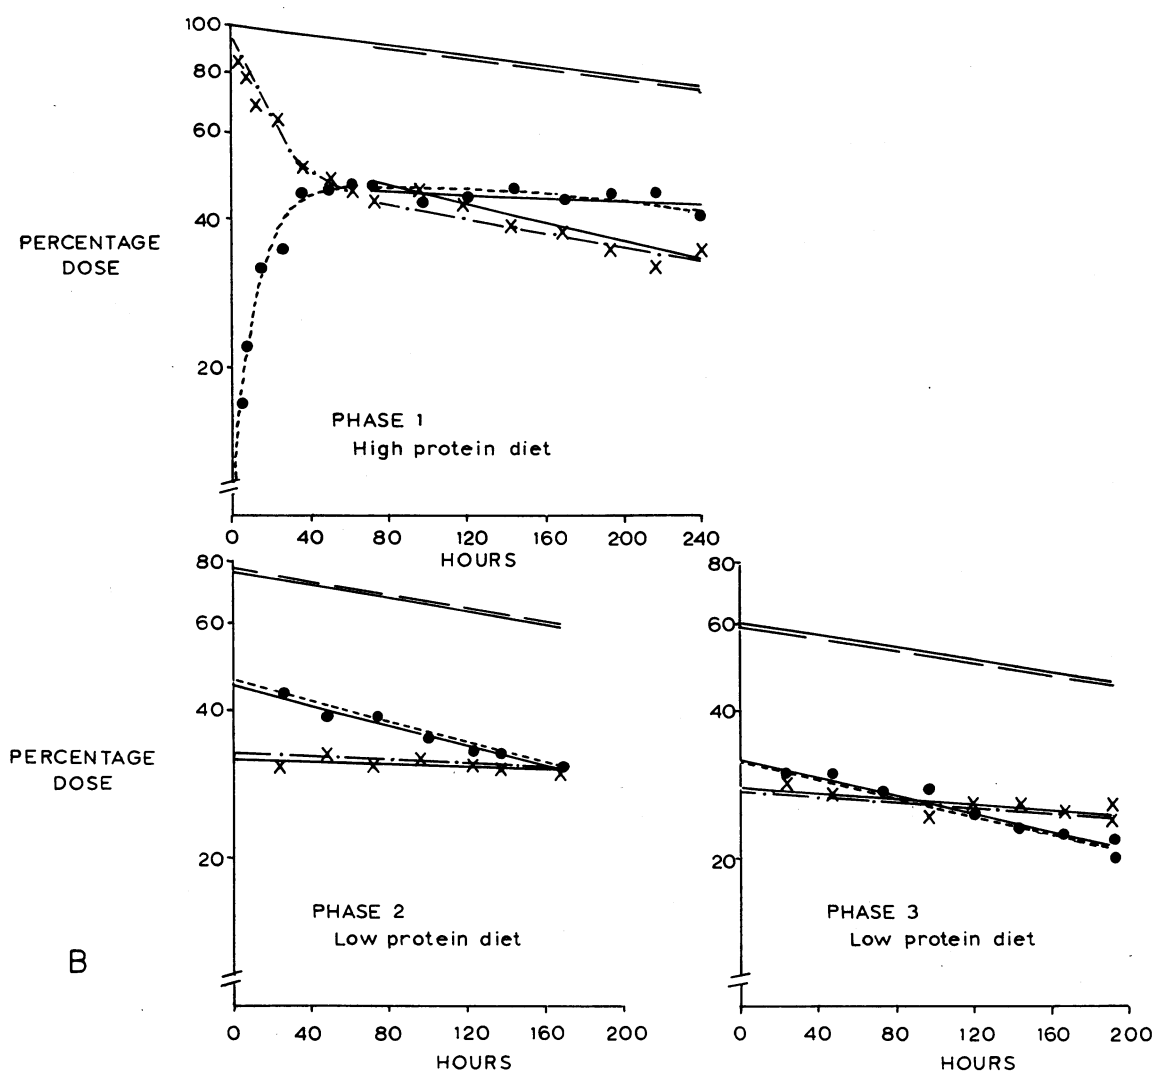 100
80
60
40
20
PERCENTAGE
DOSE
PHASE 1
High protein diet
0 40 80 120 160 200 240
HOURS
80
60
40
20
PERCENTAGE
DOSE
PHASE 2
Low protein diet
B
0 40 80 120 160 200
HOURS
80
60
40
20
PHASE 3
Low protein diet
0 40 80 120 160 200
HOURS